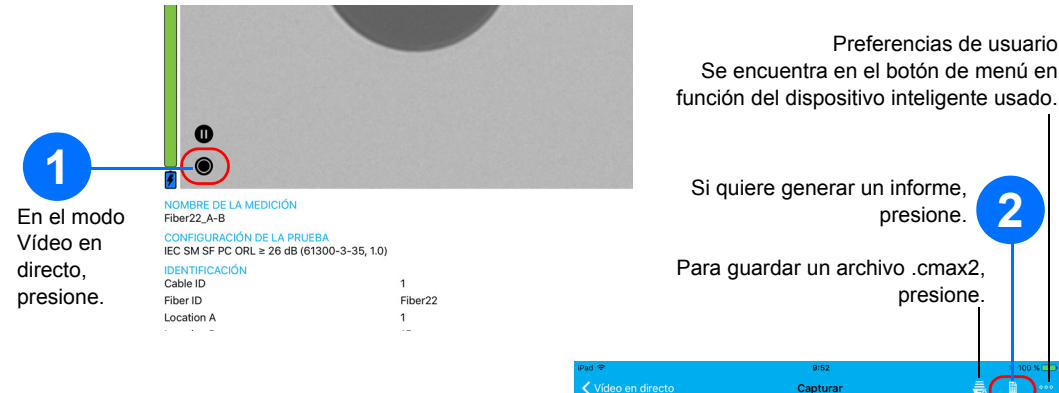 Preferencias de usuario
Se encuentra en el botón de menú en
función del dispositivo inteligente usado.
1
En el modo
Vídeo en
directo,
presione.
NOMBRE DE LA MEDICIÓN
Fiber22_A-B
CONFIGURACIÓN DE LA PRUEBA
IEC SM SF PC ORL ≥ 26 dB (61300-3-35, 1.0)
IDENTIFICACIÓN
Cable ID 1
Fiber ID Fiber22
Location A 1
Si quiere generar un informe,
presione.
2
Para guardar un archivo .cmax2,
presione.
iPad 9:52 100 %
Vídeo en directo Capturar